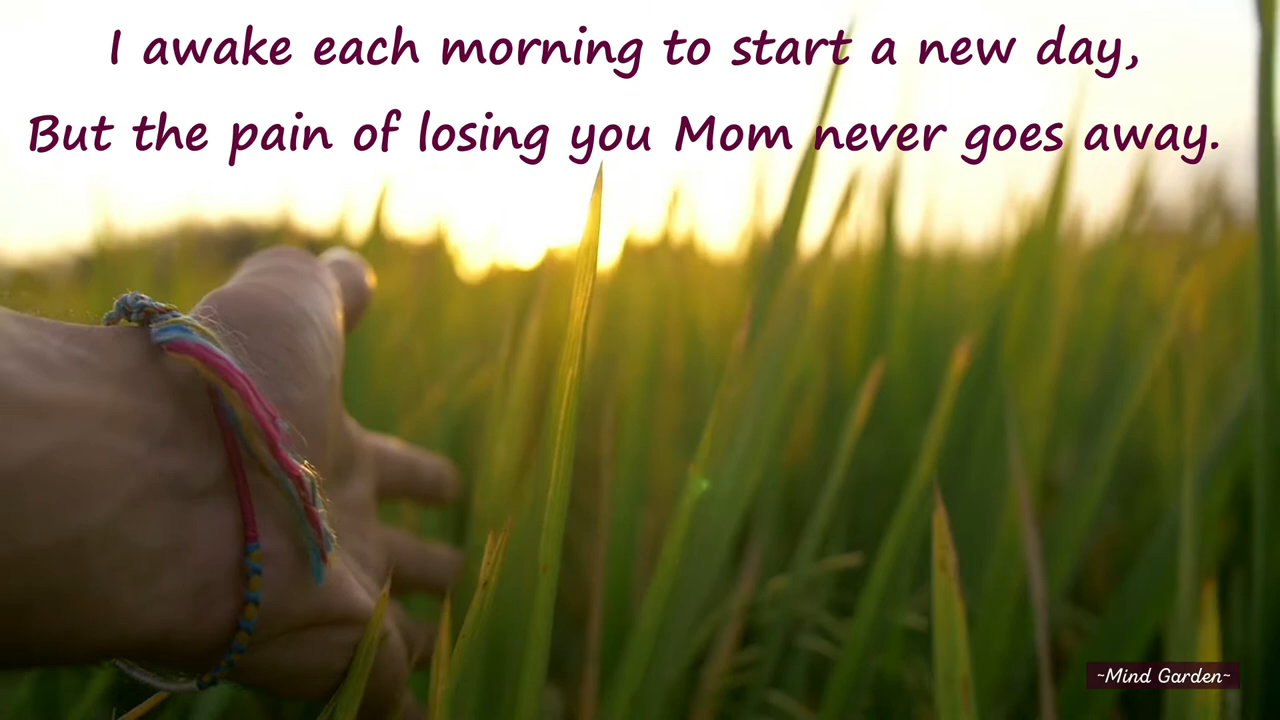 I awake each morning to start a new day,
But the pain of losing you Mom never goes away.
~Mind Garden~